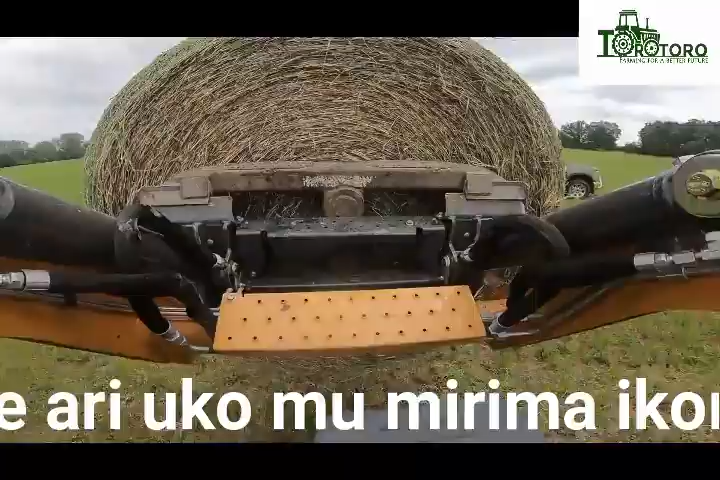 TOROTORO
FARMING FOR A BETTER FUTURE
e ari uko mu mirima ikor